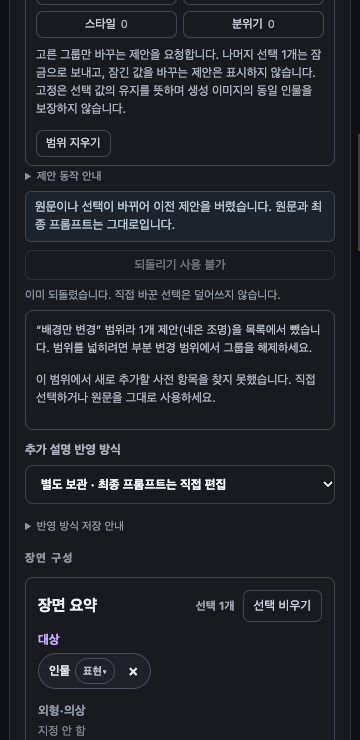 스타일 0
분위기 0
고른 그룹만 바꾸는 제안을 요청합니다. 나머지 선택 1개는 잠
금으로 보내고, 잠긴 값을 바꾸는 제안은 표시하지 않습니다.
고정은 선택 값의 유지를 뜻하며 생성 이미지의 동일 인물을
보장하지 않습니다.
범위 지우기
▶ 제안 동작 안내
원문이나 선택이 바뀌어 이전 제안을 버렸습니다. 원문과 최
종 프롬프트는 그대로입니다.
되돌리기 사용 불가
이미 되돌렸습니다. 직접 바꾼 선택은 덮어쓰지 않습니다.
“배경만 변경” 범위라 1개 제안(네온 조명)을 목록에서 뺐습니
다. 범위를 넓히려면 부분 변경 범위에서 그룹을 해제하세요.
이 범위에서 새로 추가할 사전 항목을 찾지 못했습니다. 직접
선택하거나 원문을 그대로 사용하세요.
추가 설명 반영 방식
별도 보관 · 최종 프롬프트는 직접 편집
▶ 반영 방식 저장 안내
장면 구성
장면 요약
선택 1개
선택 비우기
대상
인물 표현▾ ×
외형·의상
지정 안 함